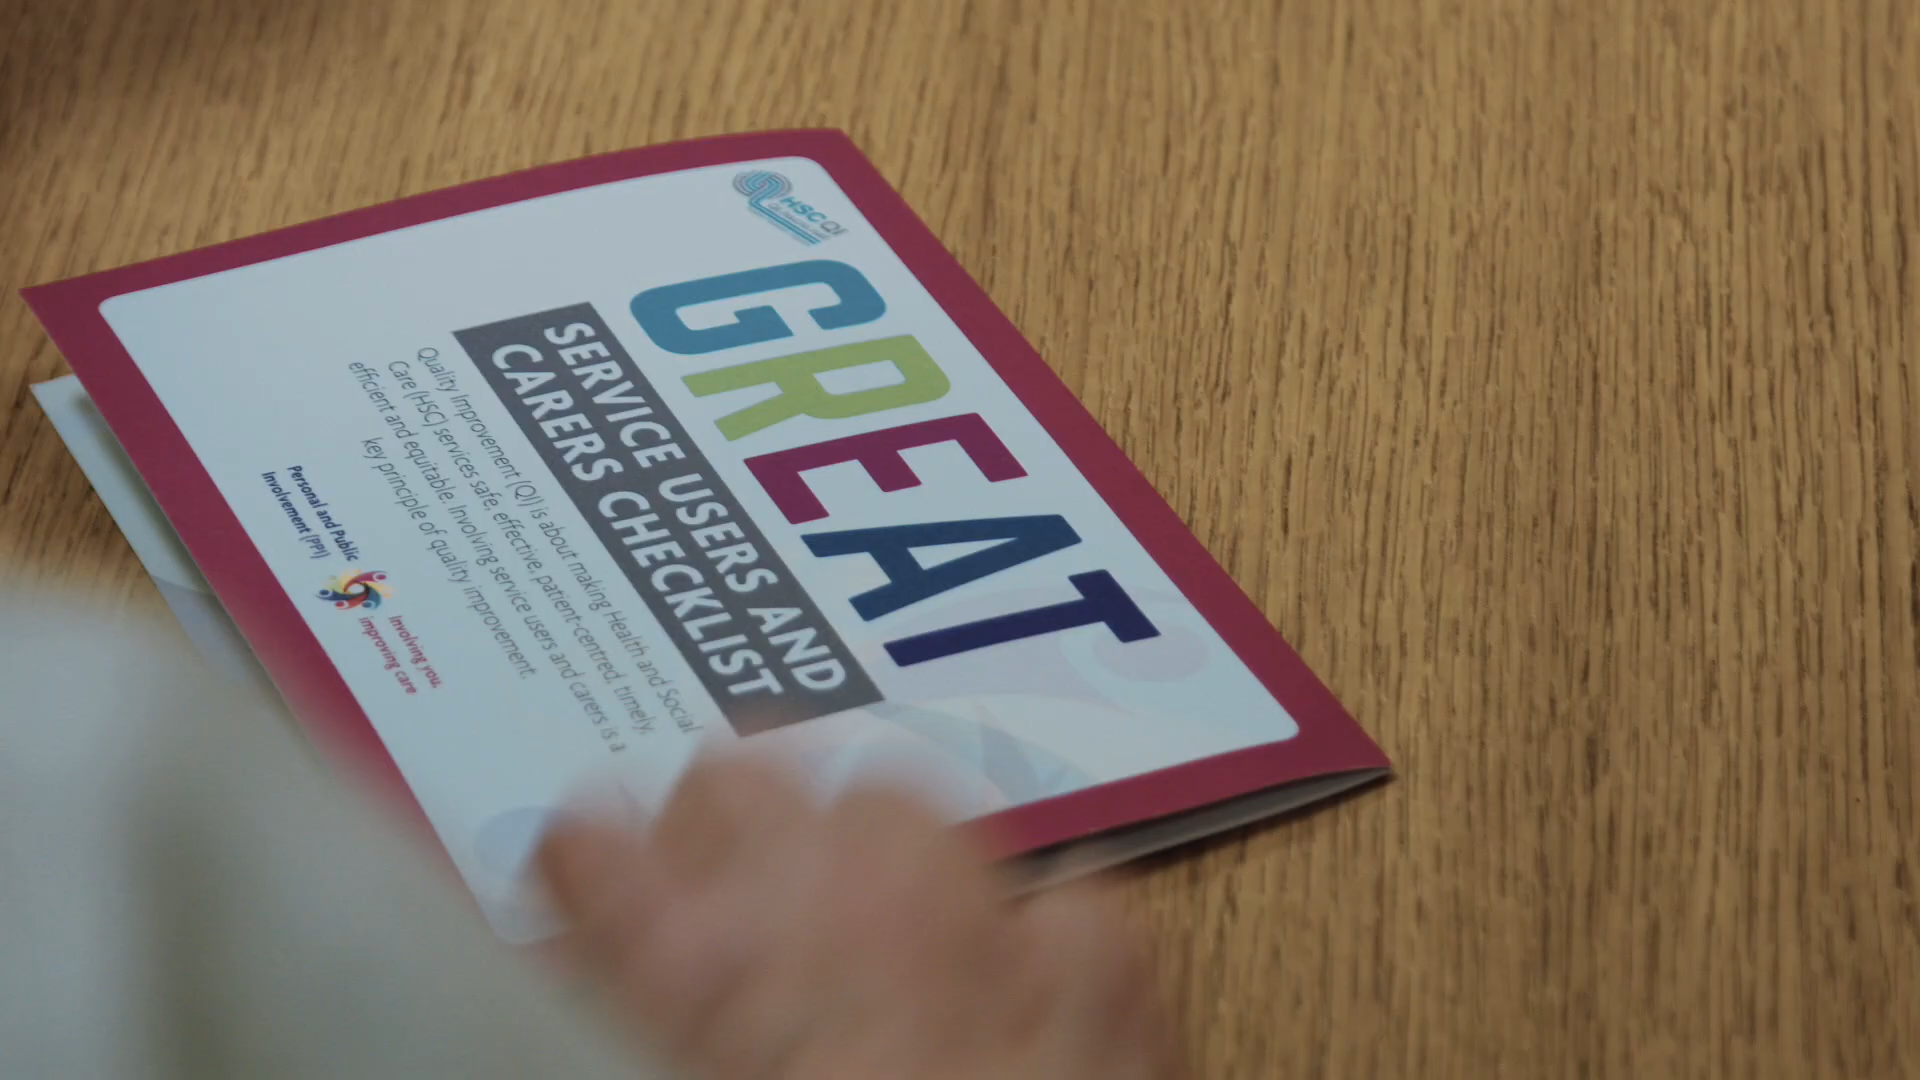 HSCQI
GREAT
SERVICE USERS AND
CARERS CHECKLIST
Quality Improvement (QI) is about making Health and Social
Care (HSC) services safe, effective, patient-centred, timely,
efficient and equitable. Involving service users and carers is a
key principle of quality improvement.
Personal and Public
Involvement (PPI)
Involving you,
improving care